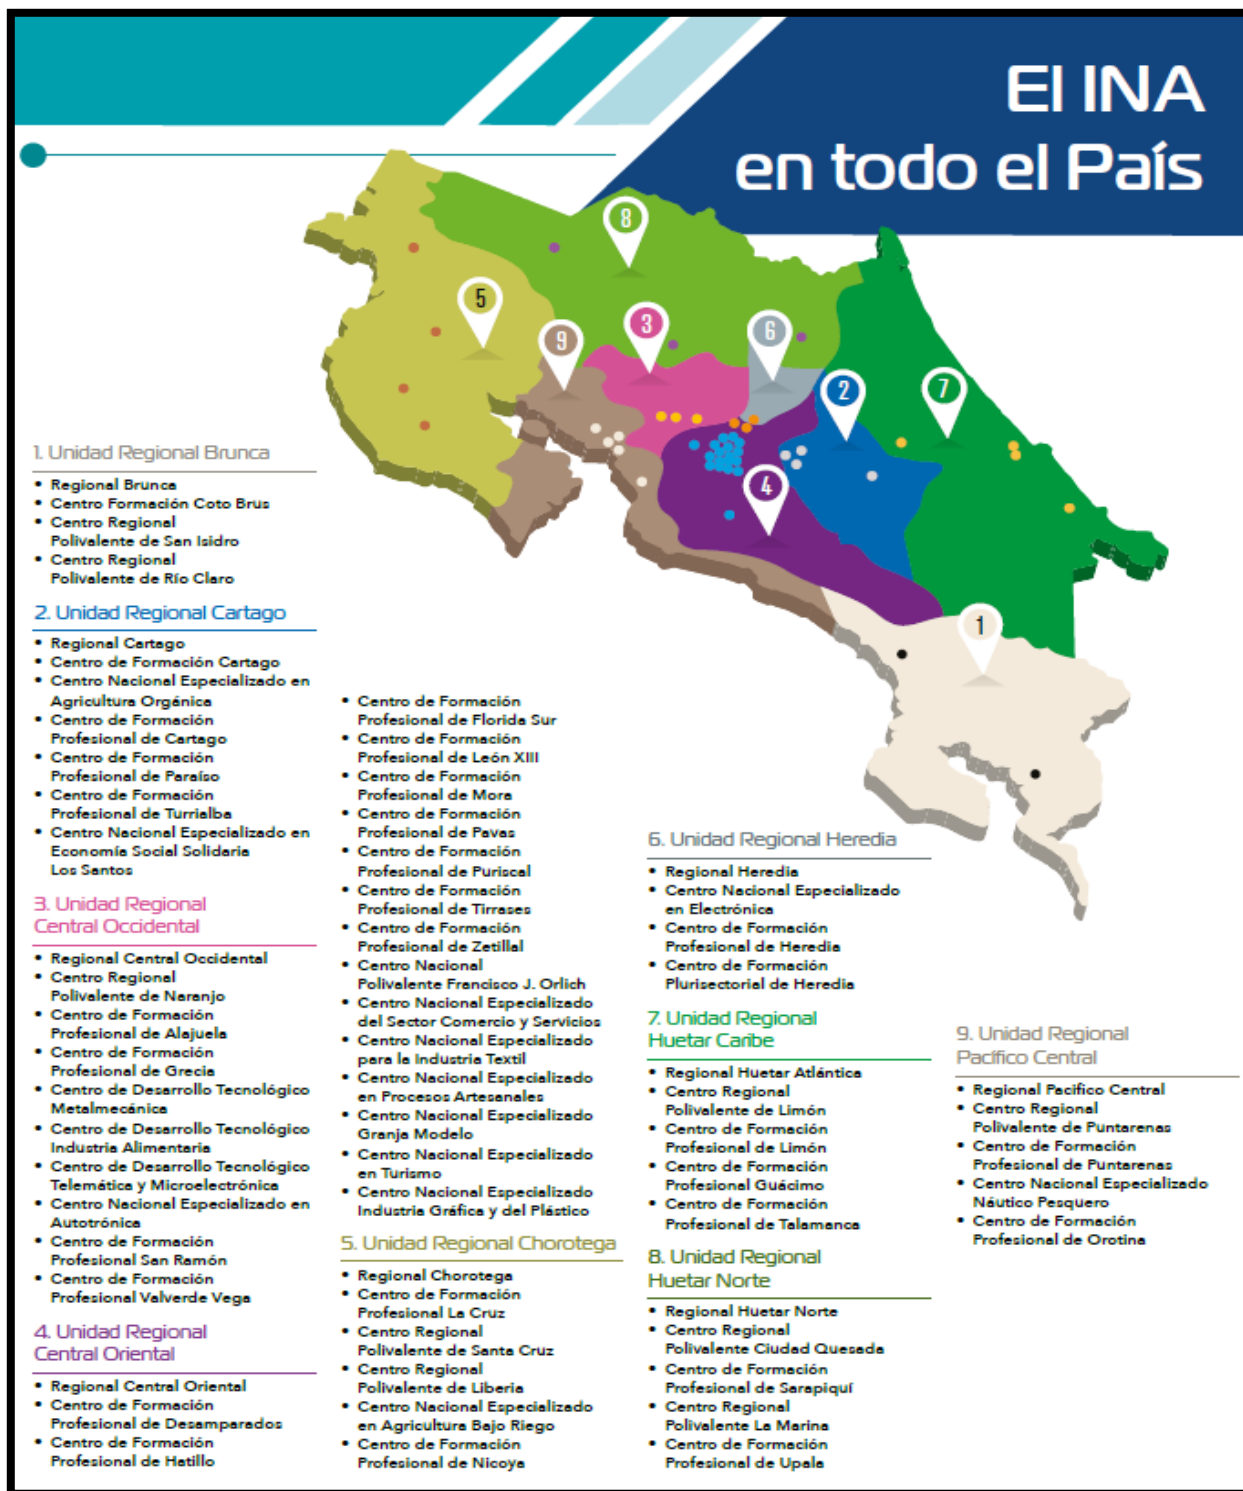 El INA
en todo el País
8
5
3
6
9
2
7
4
1
1. Unidad Regional Brunca
• Regional Brunca
• Centro Formación Coto Brus
• Centro Regional
Polivalente de San Isidro
• Centro Regional
Polivalente de Río Claro
2. Unidad Regional Cartago
• Regional Cartago
• Centro de Formación Cartago
• Centro Nacional Especializado en
Agricultura Orgánica
• Centro de Formación
Profesional de Cartago
• Centro de Formación
Profesional de Paraíso
• Centro de Formación
Profesional de Turrialba
• Centro Nacional Especializado en
Economía Social Solidaria
Los Santos
3. Unidad Regional
Central Occidental
• Regional Central Occidental
• Centro Regional
Polivalente de Naranjo
• Centro de Formación
Profesional de Alajuela
• Centro de Formación
Profesional de Grecia
• Centro de Desarrollo Tecnológico
Metalmecánica
• Centro de Desarrollo Tecnológico
Industria Alimentaria
• Centro de Desarrollo Tecnológico
Telemática y Microelectrónica
• Centro Nacional Especializado en
Autotrónica
• Centro de Formación
Profesional San Ramón
• Centro de Formación
Profesional Valverde Vega
4. Unidad Regional
Central Oriental
• Regional Central Oriental
• Centro de Formación
Profesional de Desamparados
• Centro de Formación
Profesional de Hatillo
• Centro de Formación
Profesional de Florida Sur
• Centro de Formación
Profesional de León XIII
• Centro de Formación
Profesional de Mora
• Centro de Formación
Profesional de Pavas
• Centro de Formación
Profesional de Puriscal
• Centro de Formación
Profesional de Tirrases
• Centro de Formación
Profesional de Zetillal
• Centro Nacional
Polivalente Francisco J. Orlich
• Centro Nacional Especializado
del Sector Comercio y Servicios
• Centro Nacional Especializado
para la Industria Textil
• Centro Nacional Especializado
en Procesos Artesanales
• Centro Nacional Especializado
Granja Modelo
• Centro Nacional Especializado
en Turismo
• Centro Nacional Especializado
Industria Gráfica y del Plástico
5. Unidad Regional Chorotega
• Regional Chorotega
• Centro de Formación
Profesional La Cruz
• Centro Regional
Polivalente de Santa Cruz
• Centro Regional
Polivalente de Liberia
• Centro Nacional Especializado
en Agricultura Bajo Riego
• Centro de Formación
Profesional de Nicoya
6. Unidad Regional Heredia
• Regional Heredia
• Centro Nacional Especializado
en Electrónica
• Centro de Formación
Profesional de Heredia
• Centro de Formación
Plurisectorial de Heredia
7. Unidad Regional
Huetar Caribe
• Regional Huetar Atlántica
• Centro Regional
Polivalente de Limón
• Centro de Formación
Profesional de Limón
• Centro de Formación
Profesional Guácimo
• Centro de Formación
Profesional de Talamanca
8. Unidad Regional
Huetar Norte
• Regional Huetar Norte
• Centro Regional
Polivalente Ciudad Quesada
• Centro de Formación
Profesional de Sarapiquí
• Centro Regional
Polivalente La Marina
• Centro de Formación
Profesional de Upala
9. Unidad Regional
Pacífico Central
• Regional Pacifico Central
• Centro Regional
Polivalente de Puntarenas
• Centro de Formación
Profesional de Puntarenas
• Centro Nacional Especializado
Náutico Pesquero
• Centro de Formación
Profesional de Orotina